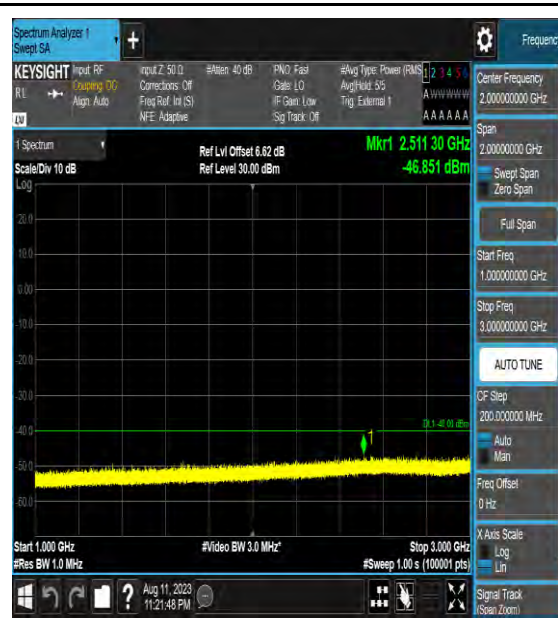 Spectrum Analyzer 1
Swept SA
+
Frequenc
KEYSIGHT Input: RF Input Z: 50 Ω #Atten: 40 dB PNO: Fast #Avg Type: Power (RMS 1 2 3 4 5 6
RL Coupling: DC Corrections: Off Gate: LO Avg|Hold: 5/5 A W W W W W
Align: Auto Freq Ref: Int (S) IF Gain: Low Trig: External 1
NFE: Adaptive Sig Track: Off A A A A A A
1 Spectrum
Ref Lvl Offset 6.62 dB Mkr1 2.511 30 GHz
Scale/Div 10 dB Ref Level 30.00 dBm -46.851 dBm
Log
20.0
10.0
0.00
-10.0
-20.0
-30.0
-40.0
DL1 -40.00 dBm
1
-50.0
-60.0
Start 1.000 GHz #Video BW 3.0 MHz* Stop 3.000 GHz
#Res BW 1.0 MHz #Sweep 1.00 s (100001 pts)
Center Frequency
2.000000000 GHz
Span
2.00000000 GHz
Swept Span
Zero Span
Full Span
Start Freq
1.000000000 GHz
Stop Freq
3.000000000 GHz
AUTO TUNE
CF Step
200.000000 MHz
Auto
Man
Freq Offset
0 Hz
X Axis Scale
Log
Lin
Signal Track
(Span Zoom)
? Aug 11, 2023
11:21:48 PM